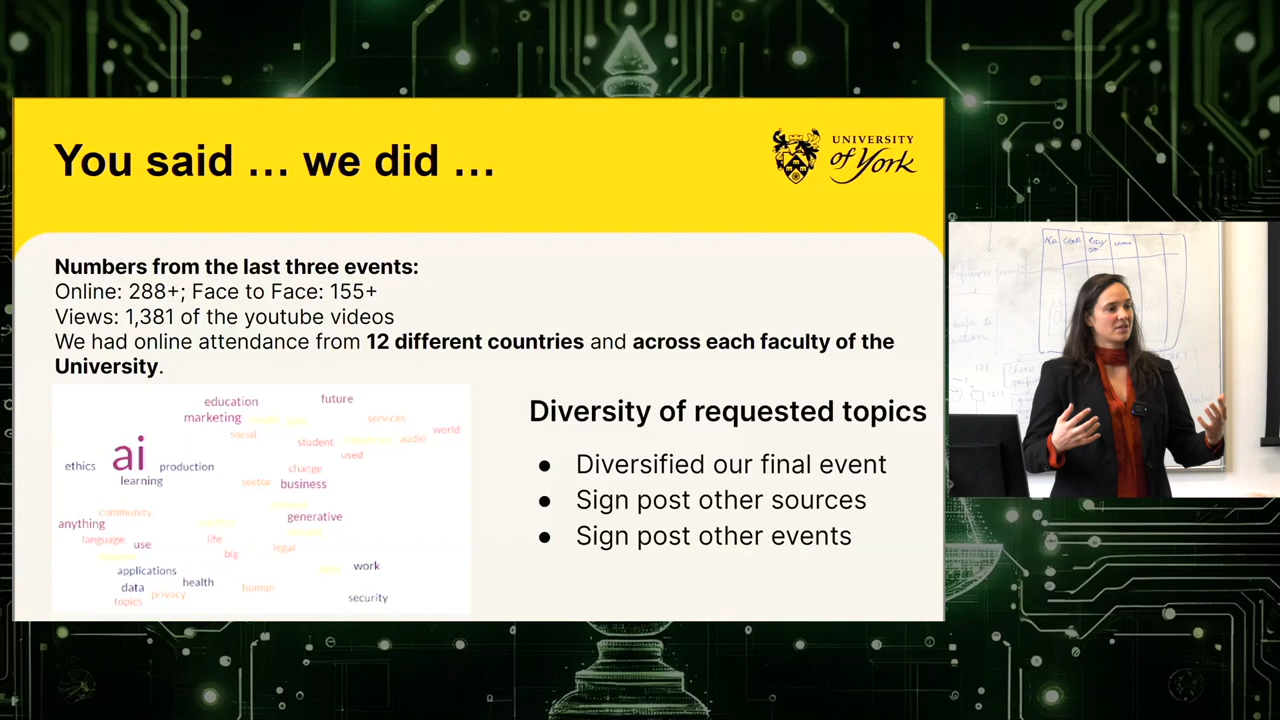 You said … we did …
UNIVERSITY
of York
Numbers from the last three events:
Online: 288+; Face to Face: 155+
Views: 1,381 of the youtube videos
We had online attendance from 12 different countries and across each faculty of the
University.
education
future
marketing
services
social
world
student
audio
used
ai
ethics
production
change
learning
sector
business
community
generative
anything
language
use
life
legal
big
applications
work
data
health
human
privacy
topics
security
Diversity of requested topics
● Diversified our final event
● Sign post other sources
● Sign post other events